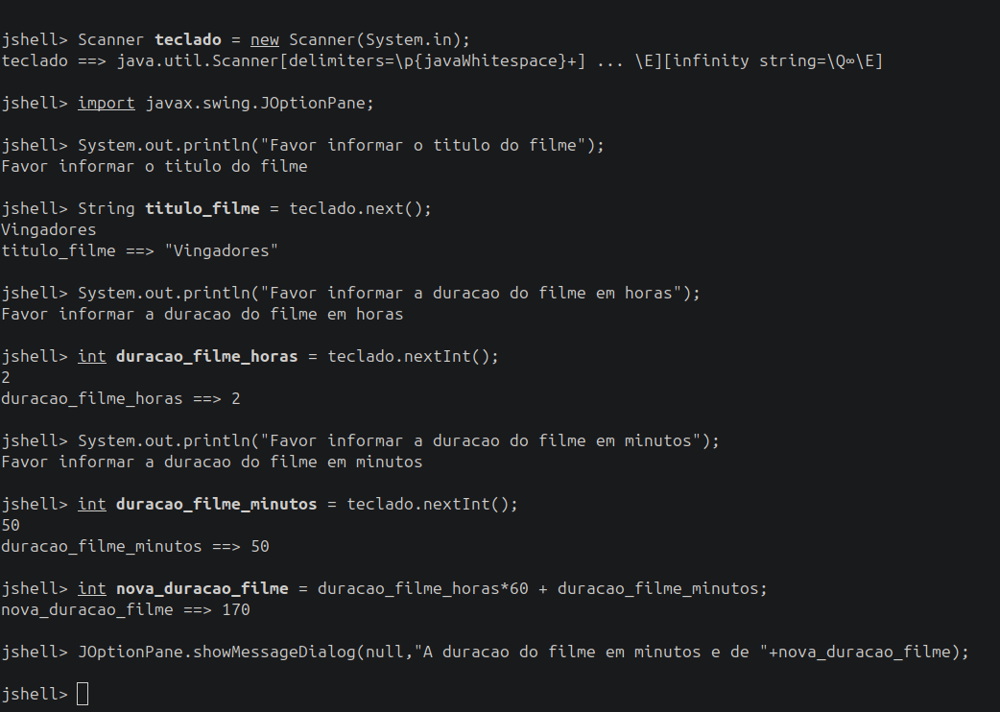 jshell> Scanner teclado = new Scanner(System.in);
teclado ==> java.util.Scanner[delimiters=\p{javaWhitespace}+] ... \E][infinity string=\Q∞\E]
jshell> import javax.swing.JOptionPane;
jshell> System.out.println("Favor informar o titulo do filme");
Favor informar o titulo do filme
jshell> String titulo_filme = teclado.next();
Vingadores
titulo_filme ==> "Vingadores"
jshell> System.out.println("Favor informar a duracao do filme em horas");
Favor informar a duracao do filme em horas
jshell> int duracao_filme_horas = teclado.nextInt();
2
duracao_filme_horas ==> 2
jshell> System.out.println("Favor informar a duracao do filme em minutos");
Favor informar a duracao do filme em minutos
jshell> int duracao_filme_minutos = teclado.nextInt();
50
duracao_filme_minutos ==> 50
jshell> int nova_duracao_filme = duracao_filme_horas*60 + duracao_filme_minutos;
nova_duracao_filme ==> 170
jshell> JOptionPane.showMessageDialog(null,"A duracao do filme em minutos e de "+nova_duracao_filme);
jshell>